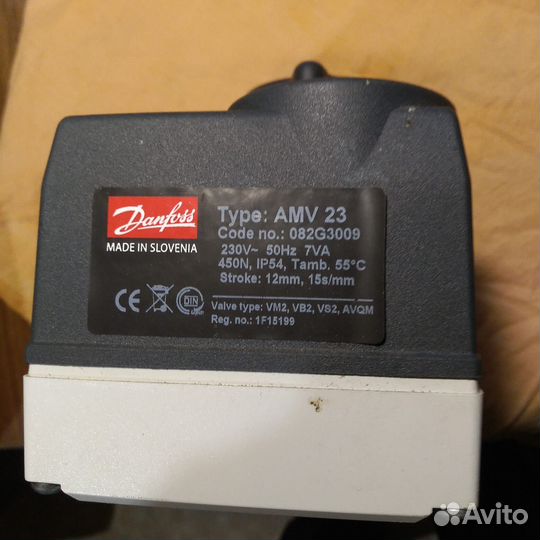 Danfoss
MADE IN SLOVENIA
Type: AMV 23
Code no.: 082G3009
230V~ 50Hz 7VA
450N, IP54, Tamb. 55°C
Stroke: 12mm, 15s/mm
CE
DIN
Valve type: VM2, VB2, VS2, AVQM
Reg. no.: 1F15199
Avito